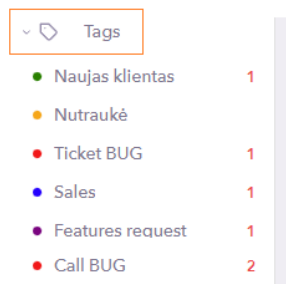 Tags
Naujas klientas 1
Nutraukė
Ticket BUG 1
Sales 1
Features request 1
Call BUG 2